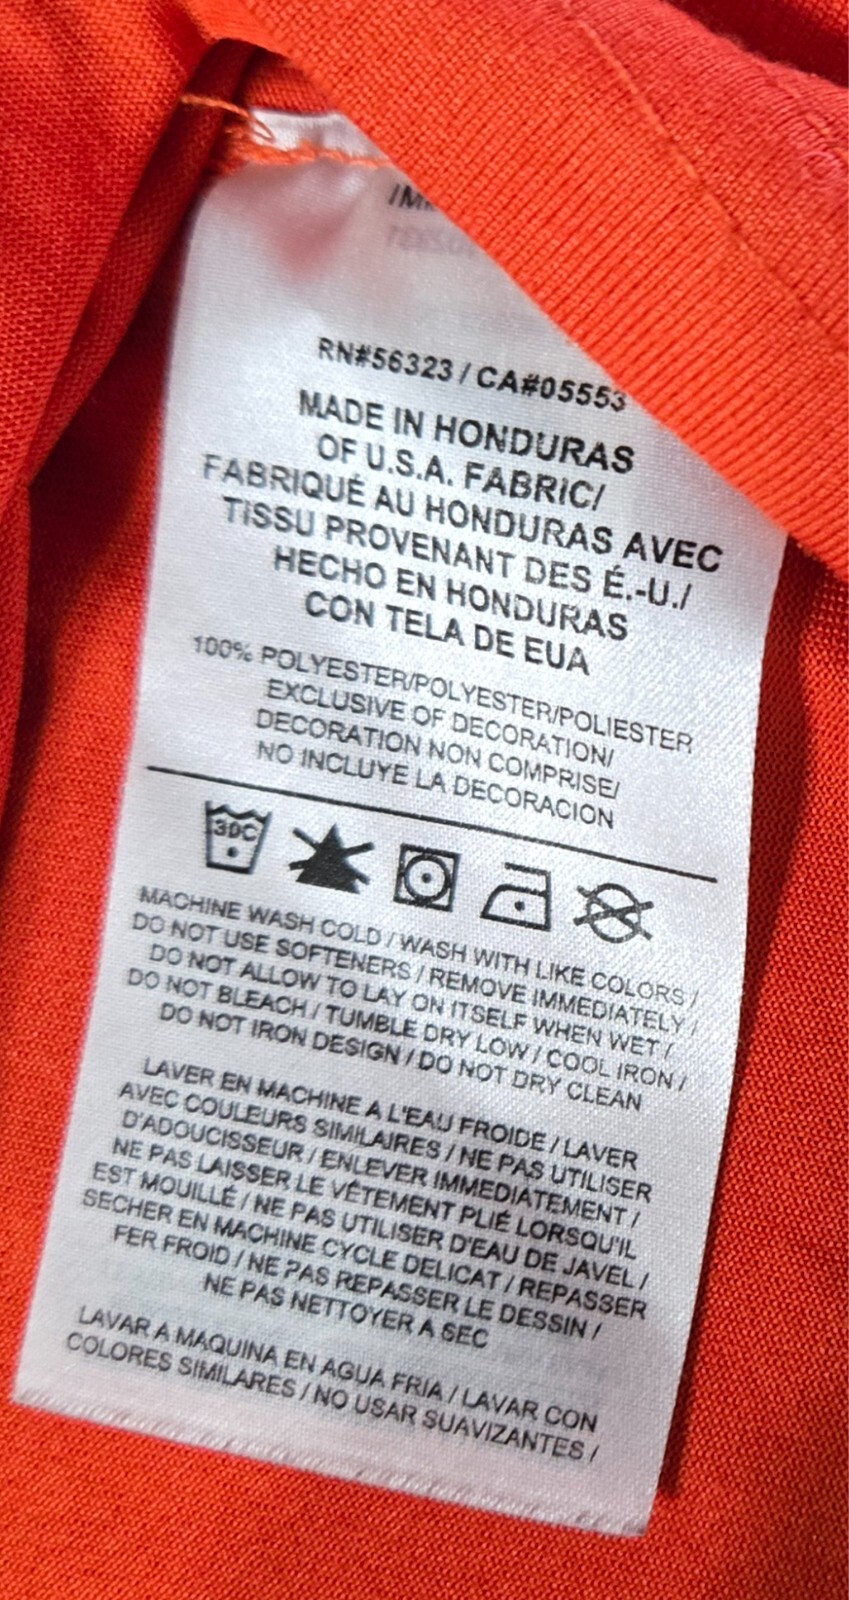 RN#56323 / CA#05553
MADE IN HONDURAS
OF U.S.A. FABRIC/
FABRIQUÉ AU HONDURAS AVEC
TISSU PROVENANT DES É.-U./
HECHO EN HONDURAS
CON TELA DE EUA
100% POLYESTER/POLYESTER/POLIESTER
EXCLUSIVE OF DECORATION/
DECORATION NON COMPRISE/
NO INCLUYE LA DECORACION
30C
MACHINE WASH COLD / WASH WITH LIKE COLORS /
DO NOT USE SOFTENERS / REMOVE IMMEDIATELY /
DO NOT ALLOW TO LAY ON ITSELF WHEN WET /
DO NOT BLEACH / TUMBLE DRY LOW / COOL IRON /
DO NOT IRON DESIGN / DO NOT DRY CLEAN
LAVER EN MACHINE A L'EAU FROIDE / LAVER
AVEC COULEURS SIMILAIRES / NE PAS UTILISER
D'ADOUCISSEUR / ENLEVER IMMEDIATEMENT /
NE PAS LAISSER LE VÊTEMENT PLIÉ LORSQU'IL
EST MOUILLÉ / NE PAS UTILISER D'EAU DE JAVEL /
SECHER EN MACHINE CYCLE DELICAT / REPASSER
FER FROID / NE PAS REPASSER LE DESSIN /
NE PAS NETTOYER A SEC
LAVAR A MAQUINA EN AGUA FRIA / LAVAR CON
COLORES SIMILARES / NO USAR SUAVIZANTES /